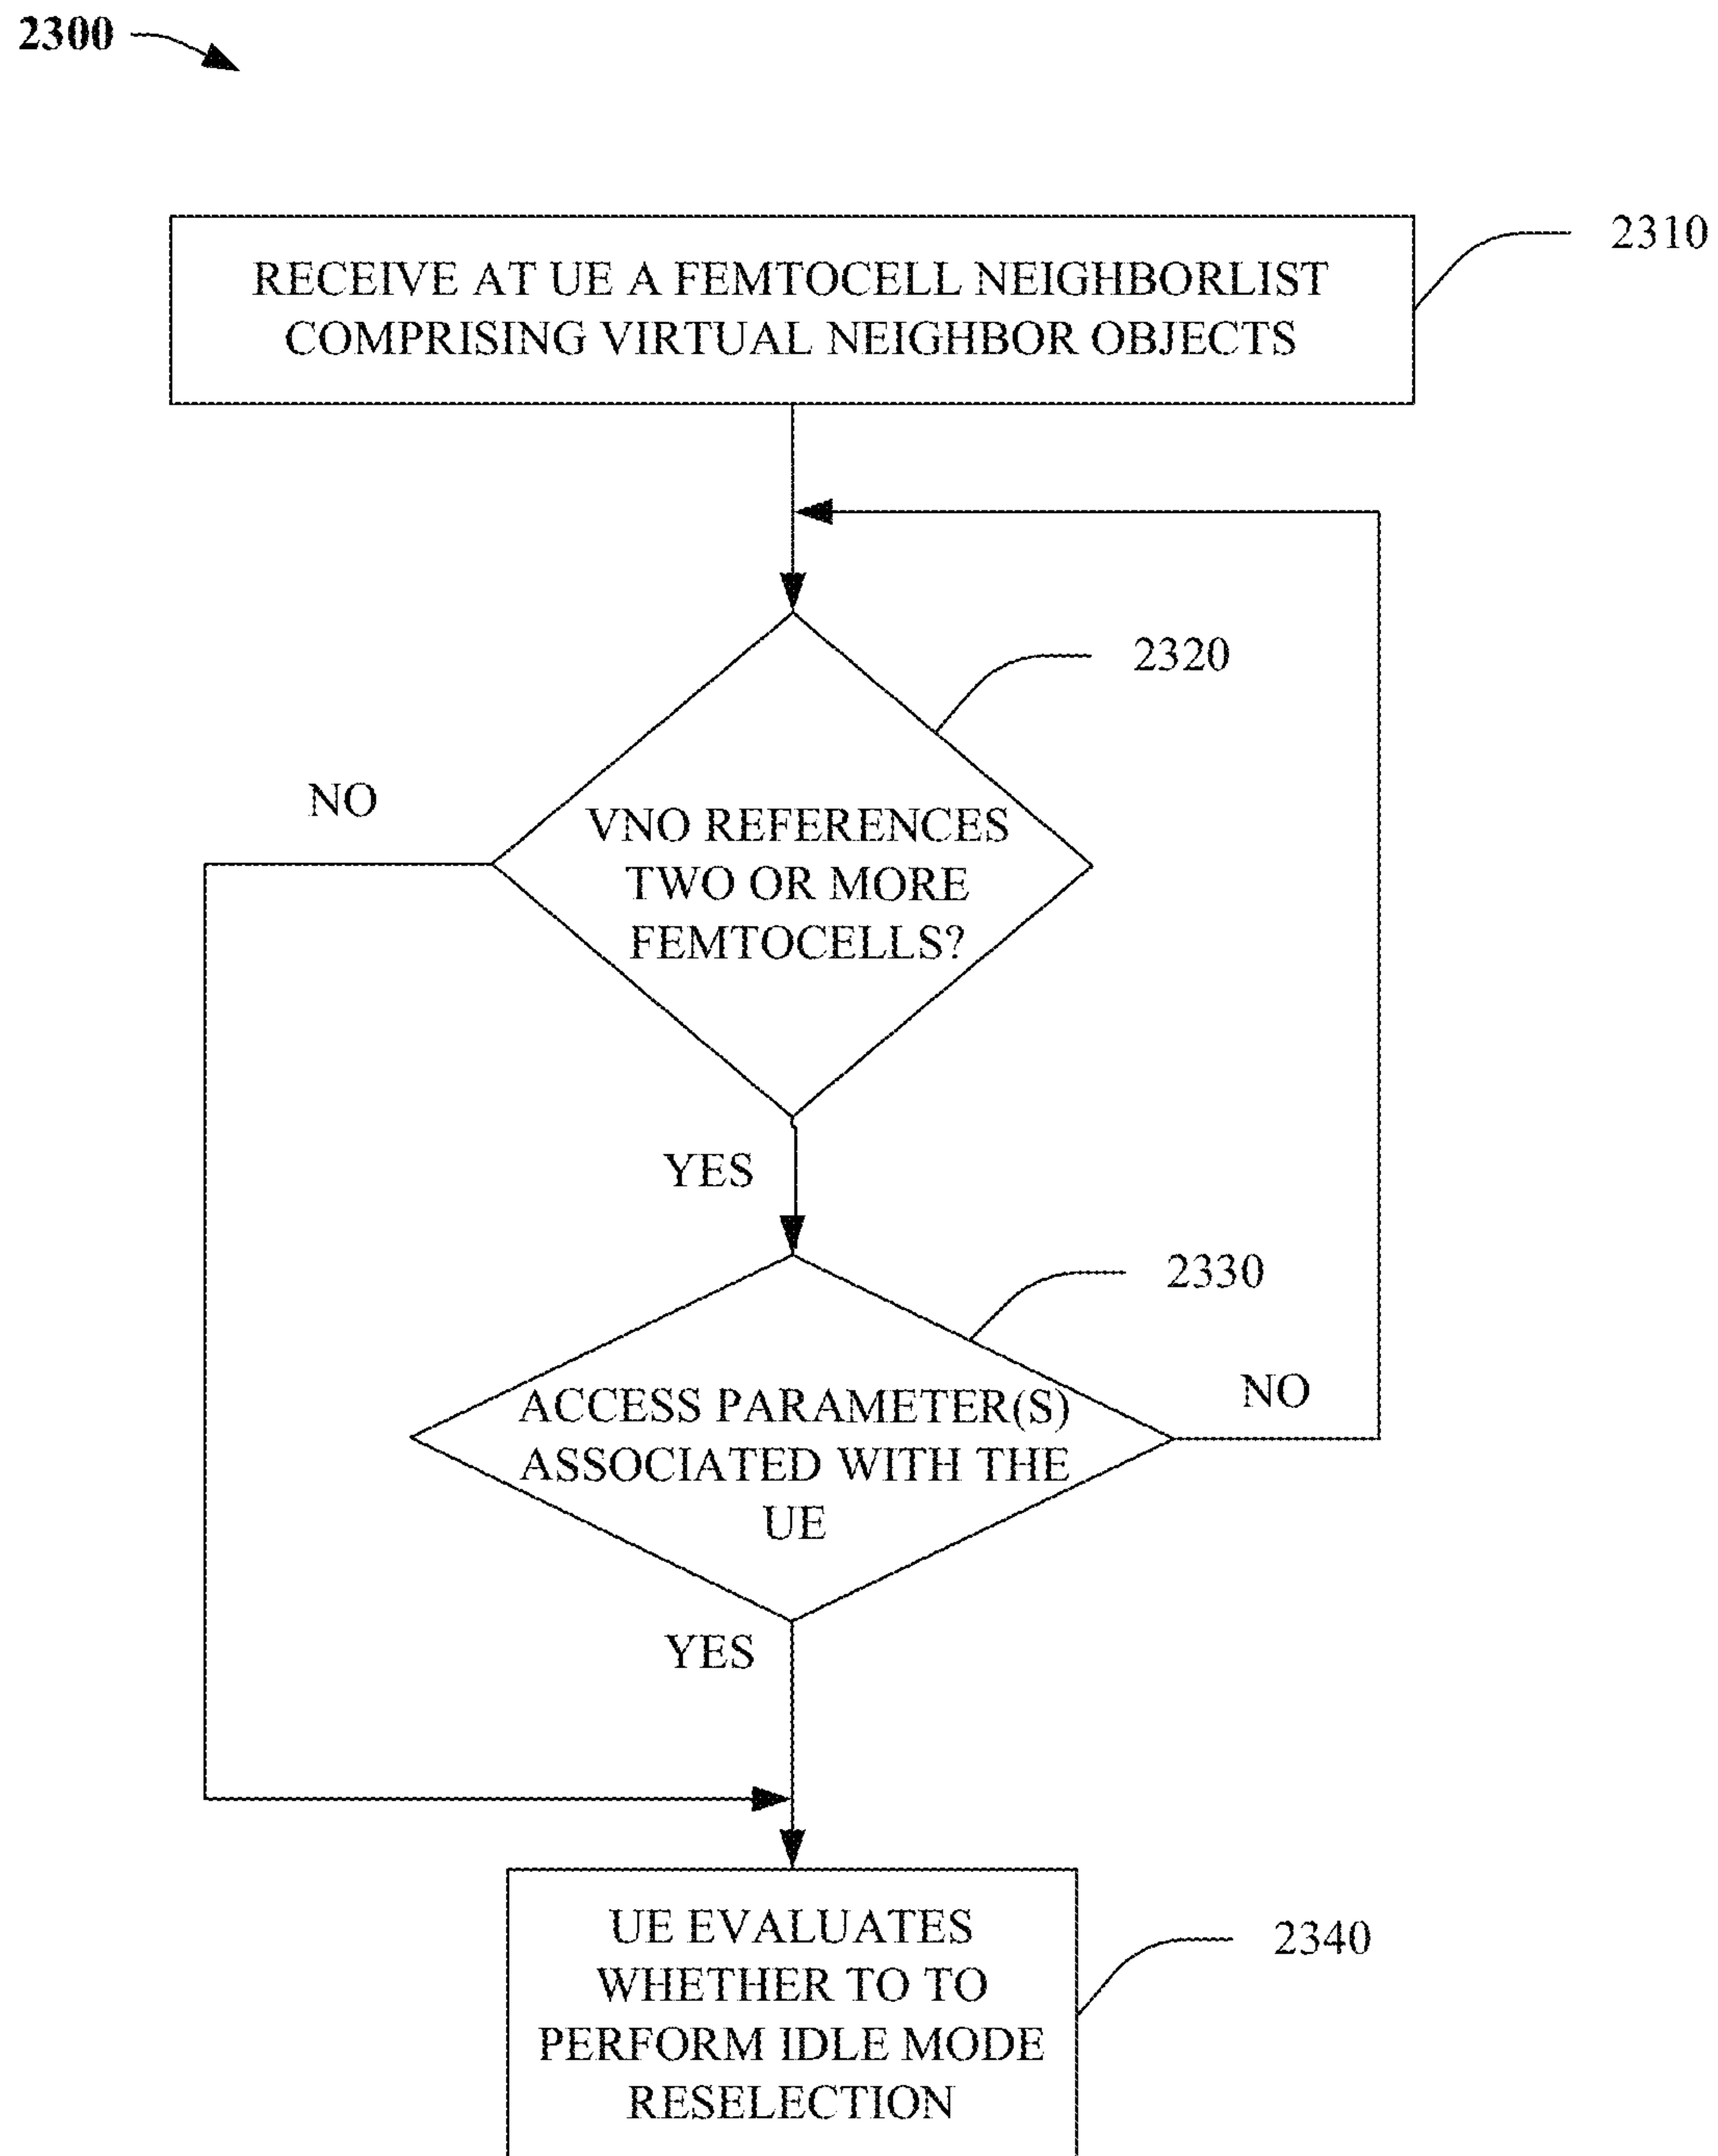 2300
RECEIVE AT UE A FEMTOCELL NEIGHBORLIST
COMPRISING VIRTUAL NEIGHBOR OBJECTS
2310
2320
NO
VNO REFERENCES
TWO OR MORE
FEMTOCELLS?
YES
2330
NO
ACCESS PARAMETER(S)
ASSOCIATED WITH THE
UE
YES
UE EVALUATES
WHETHER TO TO
PERFORM IDLE MODE
RESELECTION
2340